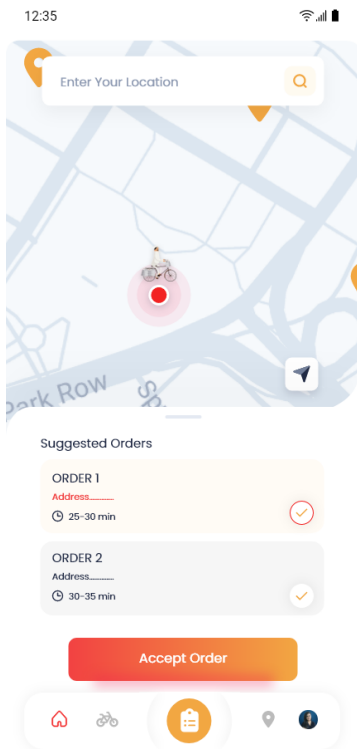 12:35
Enter Your Location
Park Row
Sp
Suggested Orders
ORDER 1
Address..............
25-30 min
ORDER 2
Address..............
30-35 min
Accept Order